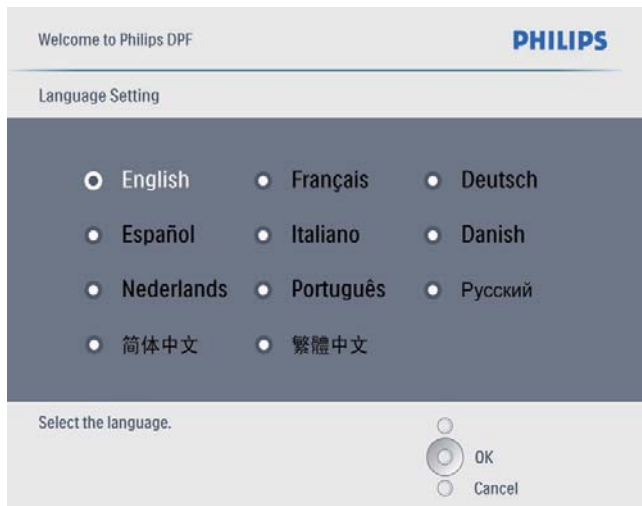 Welcome to Philips DPF
PHILIPS
Language Setting
English Français Deutsch
Español Italiano Danish
Nederlands Português Русский
简体中文 繁體中文
Select the language.
OK
Cancel